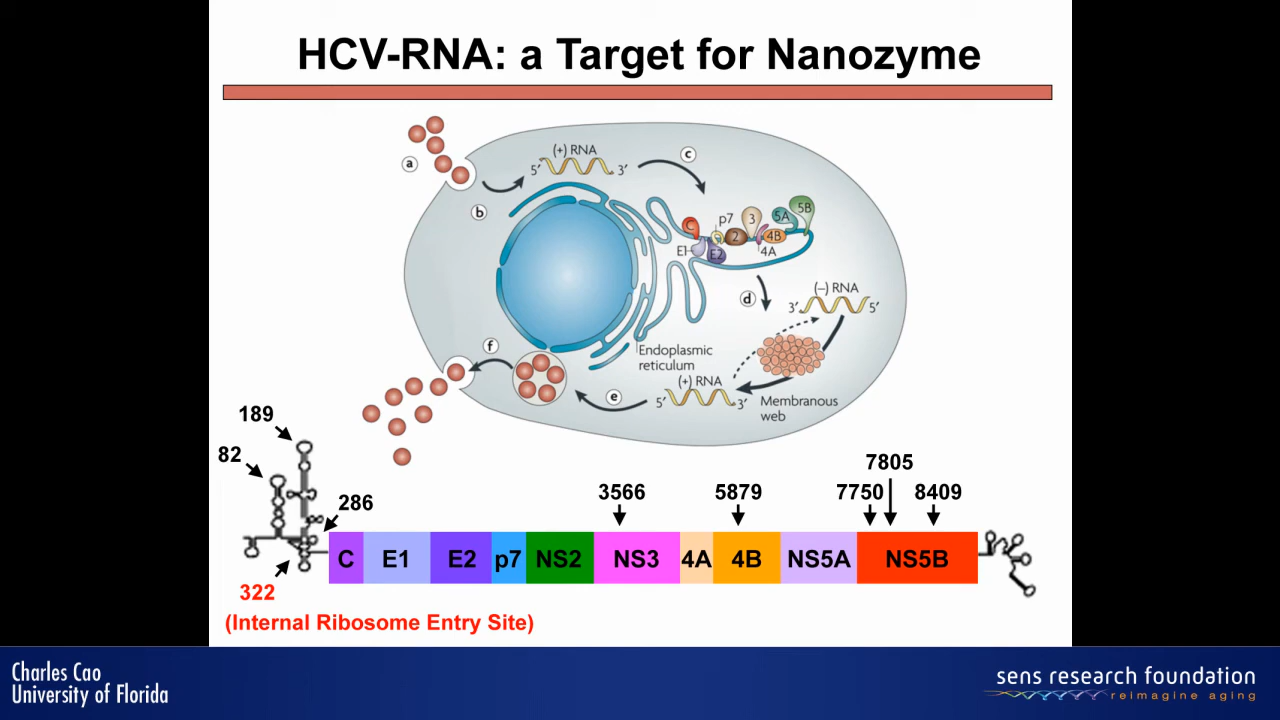 HCV-RNA: a Target for Nanozyme
a
b
5′ (+) RNA 3′
c
C
E1
p7
E2
2
3
4A
4B
5A
5B
d
(–) RNA
3′ 5′
Endoplasmic
reticulum
f
e
(+) RNA
5′ 3′
Membranous
web
189
82
286
322
(Internal Ribosome Entry Site)
3566
5879
7805
7750
8409
C E1 E2 p7 NS2 NS3 4A 4B NS5A NS5B
Charles Cao
University of Florida
sens research foundation
reimagine aging